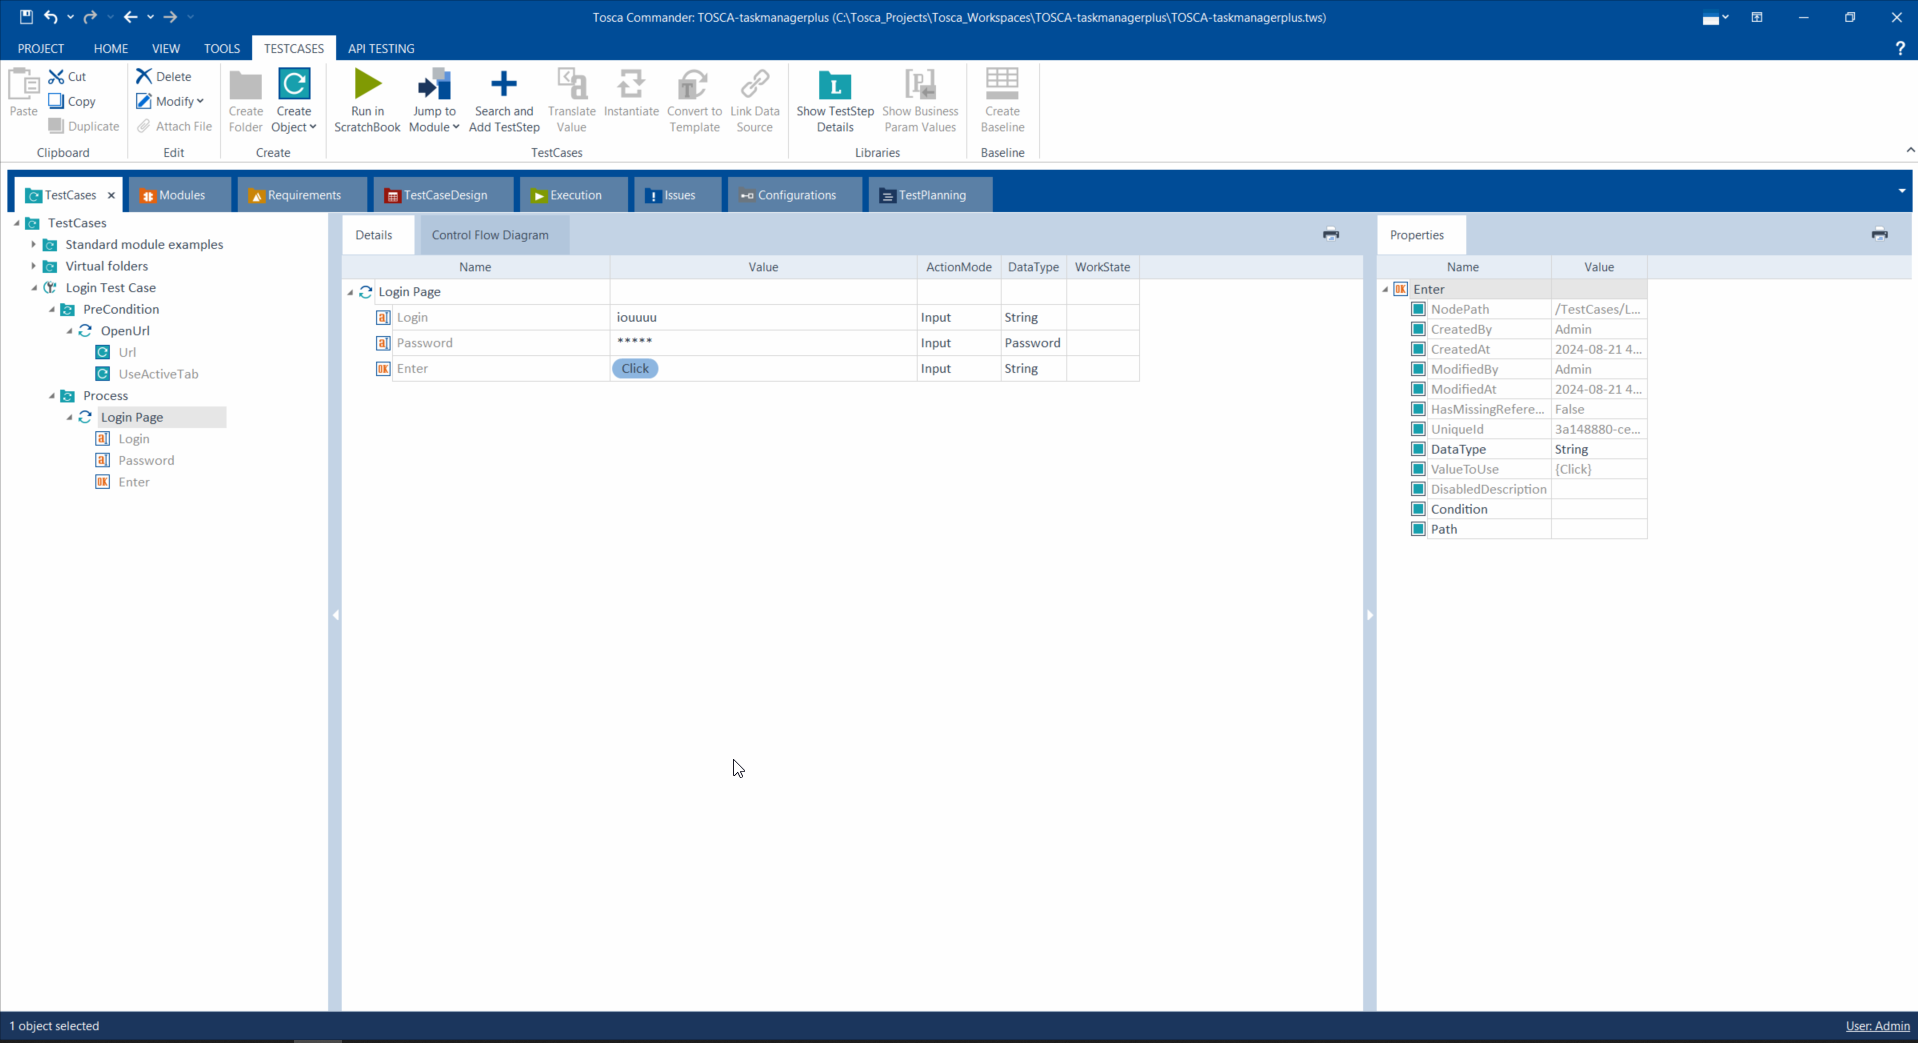 Tosca Commander: TOSCA-taskmanagerplus (C:\Tosca_Projects\Tosca_Workspaces\TOSCA-taskmanagerplus\TOSCA-taskmanagerplus.tws)
PROJECT HOME VIEW TOOLS TESTCASES API TESTING ?
Paste
Cut
Copy
Duplicate
Clipboard
Delete
Modify
Attach File
Edit
Create Folder
Create Object
Create
Run in ScratchBook
Jump to Module
Search and Add TestStep
Translate Value
Instantiate
Convert to Template
Link Data Source
TestCases
L
Show TestStep Details
Show Business Param Values
Libraries
Create Baseline
Baseline
TestCases Modules Requirements TestCaseDesign Execution Issues Configurations TestPlanning
TestCases
Standard module examples
Virtual folders
Login Test Case
PreCondition
OpenUrl
Url
UseActiveTab
Process
Login Page
Login
Password
Enter
Details Control Flow Diagram
Name Value ActionMode DataType WorkState
Login Page
Login iouuuu Input String
Password ***** Input Password
Enter Click Input String
Properties
Name Value
Enter
NodePath /TestCases/L...
CreatedBy Admin
CreatedAt 2024-08-21 4...
ModifiedBy Admin
ModifiedAt 2024-08-21 4...
HasMissingRefere... False
UniqueId 3a148880-ce...
DataType String
ValueToUse {Click}
DisabledDescription
Condition
Path
1 object selected
User: Admin